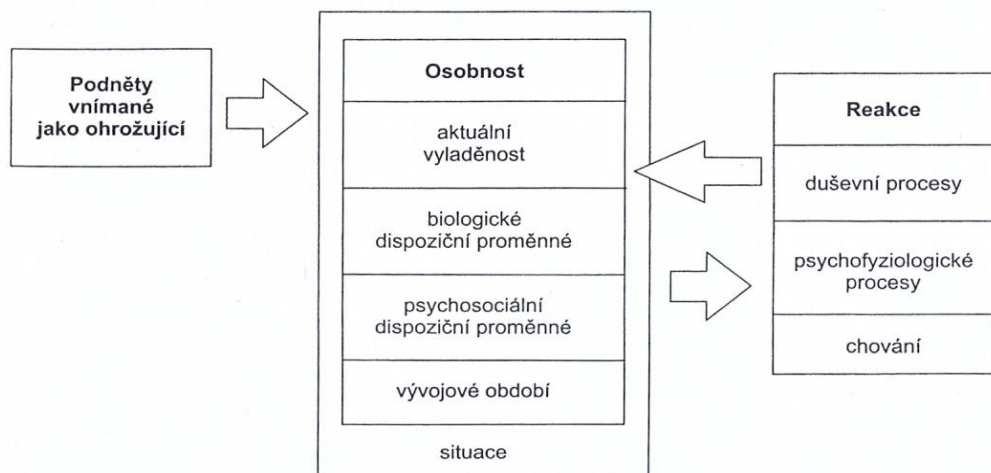 Podněty
vnímané
jako ohrožující
Osobnost
aktuální
vyladěnost
biologické
dispoziční proměnné
psychosociální
dispoziční proměnné
vývojové období
situace
Reakce
duševní procesy
psychofyziologické
procesy
chování